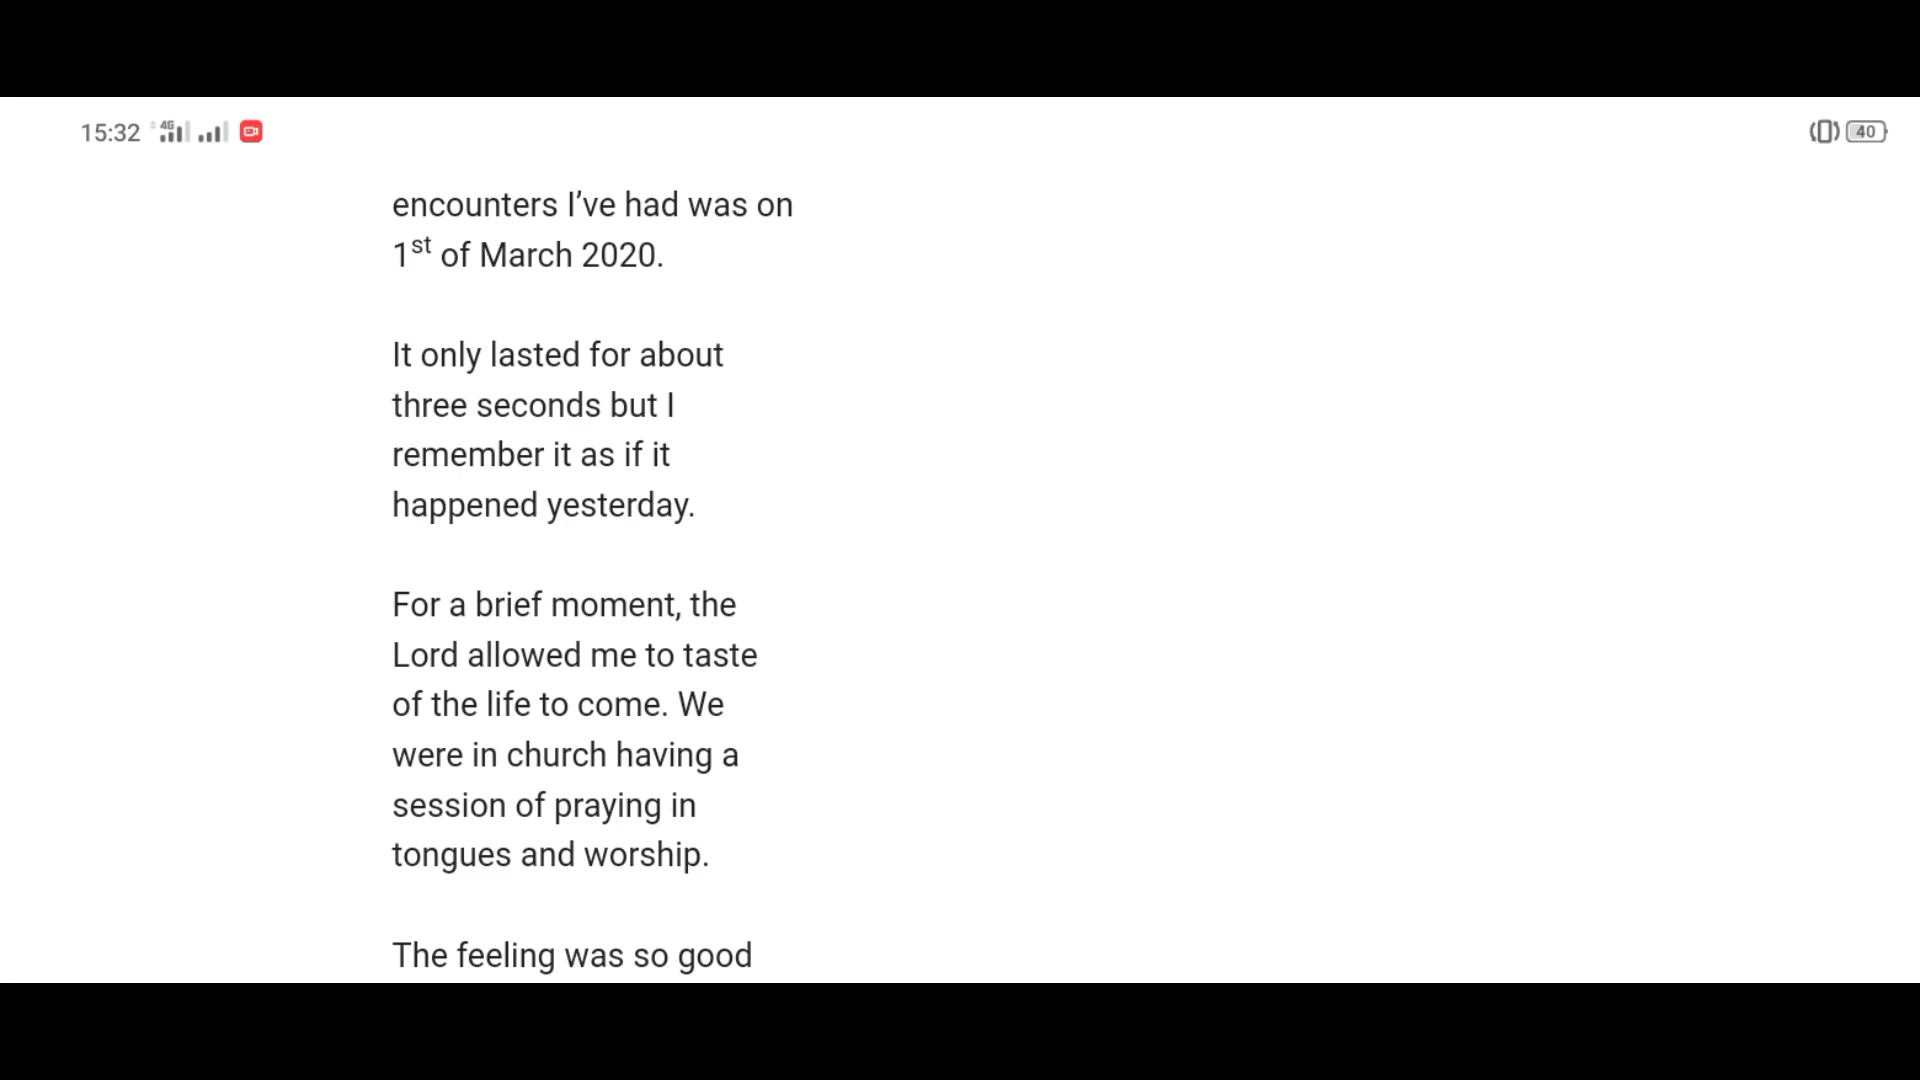 15:32 4G 40
encounters I’ve had was on
1st of March 2020.
It only lasted for about
three seconds but I
remember it as if it
happened yesterday.
For a brief moment, the
Lord allowed me to taste
of the life to come. We
were in church having a
session of praying in
tongues and worship.
The feeling was so good